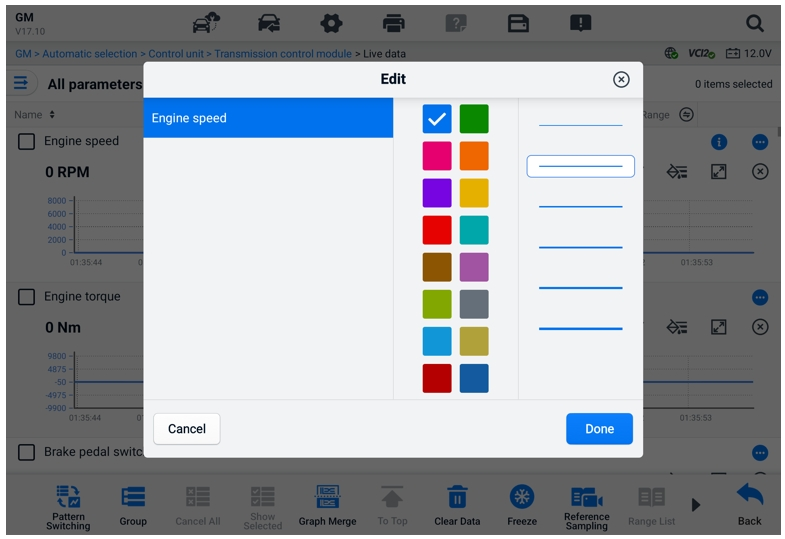 GM
V17.10
GM > Automatic selection > Control unit > Transmission control module > Live data
VCI2
12.0V
All parameters
0 items selected
Name
Range
Edit
Engine speed
Engine speed
0 RPM
8000
6000
4000
2000
0
01:35:44
01:35:53
Engine torque
0 Nm
9800
4875
-50
-4975
-9900
01:35:44
01:35:53
Cancel
Done
Brake pedal switc
Pattern
Switching
Group
Cancel All
Show
Selected
Graph Merge
To Top
Clear Data
Freeze
Reference
Sampling
Range List
Back